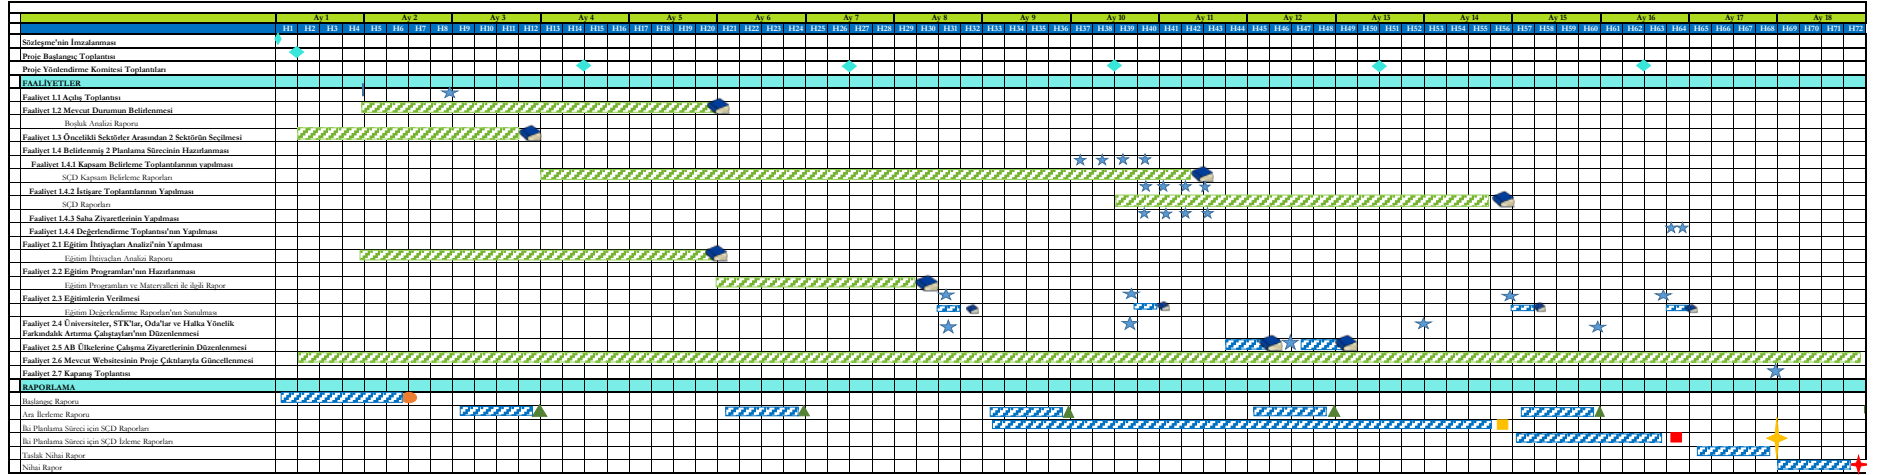 Ay 1 Ay 2 Ay 3 Ay 4 Ay 5 Ay 6 Ay 7 Ay 8 Ay 9 Ay 10 Ay 11 Ay 12 Ay 13 Ay 14 Ay 15 Ay 16 Ay 17 Ay 18
H1 H2 H3 H4 H5 H6 H7 H8 H9 H10 H11 H12 H13 H14 H15 H16 H17 H18 H19 H20 H21 H22 H23 H24 H25 H26 H27 H28 H29 H30 H31 H32 H33 H34 H35 H36 H37 H38 H39 H40 H41 H42 H43 H44 H45 H46 H47 H48 H49 H50 H51 H52 H53 H54 H55 H56 H57 H58 H59 H60 H61 H62 H63 H64 H65 H66 H67 H68 H69 H70 H71 H72
Sözleşme'nin İmzalanması
Proje Başlangıç Toplantısı
Proje Yönlendirme Komitesi Toplantıları
FAALİYETLER
Faaliyet 1.1 Açılış Toplantısı
Faaliyet 1.2 Mevcut Durumun Belirlenmesi
Boşluk Analizi Raporu
Faaliyet 1.3 Öncelikli Sektörler Arasından 2 Sektörün Seçilmesi
Faaliyet 1.4 Belirlenmiş 2 Planlama Sürecinin Hazırlanması
Faaliyet 1.4.1 Kapsam Belirleme Toplantılarının yapılması
SÇD Kapsam Belirleme Raporları
Faaliyet 1.4.2 İstişare Toplantılarının Yapılması
SÇD Raporları
Faaliyet 1.4.3 Saha Ziyaretlerinin Yapılması
Faaliyet 1.4.4 Değerlendirme Toplantısı'nın Yapılması
Faaliyet 2.1 Eğitim İhtiyaçları Analizi'nin Yapılması
Eğitim İhtiyaçları Analizi Raporu
Faaliyet 2.2 Eğitim Programları'nın Hazırlanması
Eğitim Programları ve Materyalleri ile ilgili Rapor
Faaliyet 2.3 Eğitimlerin Verilmesi
Eğitim Değerlendirme Raporları'nın Sunulması
Faaliyet 2.4 Üniversiteler, STK'lar, Oda'lar ve Halka Yönelik
Farkındalık Artırma Çalıştayları'nın Düzenlenmesi
Faaliyet 2.5 AB Ülkelerine Çalışma Ziyaretlerinin Düzenlenmesi
Faaliyet 2.6 Mevcut Websitesinin Proje Çıktılarıyla Güncellenmesi
Faaliyet 2.7 Kapanış Toplantısı
RAPORLAMA
Başlangıç Raporu
Ara İlerleme Raporu
İki Planlama Süreci için SÇD Raporları
İki Planlama Süreci için SÇD İzleme Raporları
Taslak Nihai Rapor
Nihai Rapor